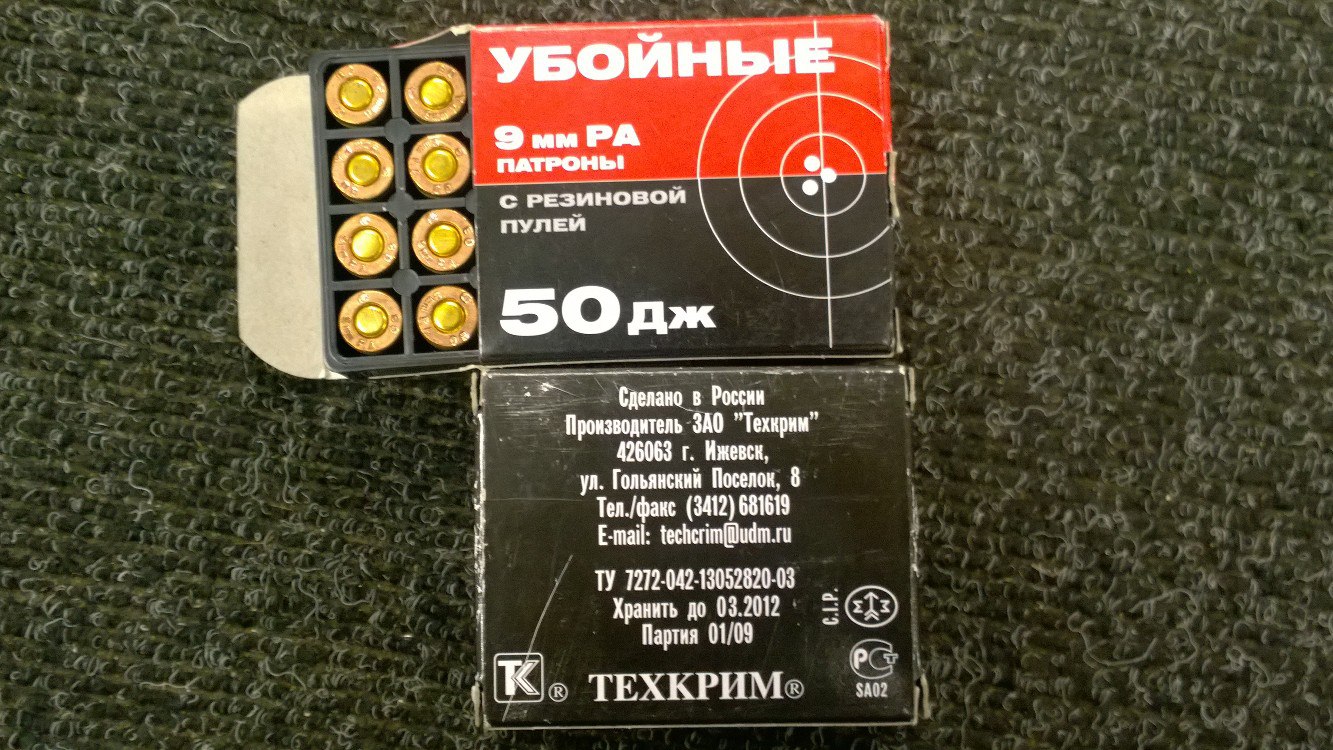 УБОЙНЫЕ
9 мм РА
ПАТРОНЫ
С РЕЗИНОВОЙ
ПУЛЕЙ
50 Дж
Сделано в России
Производитель ЗАО "Техкрим"
426063 г. Ижевск,
ул. Гольянский Поселок, 8
Тел./факс (3412) 681619
E-mail: techcrim@udm.ru
ТУ 7272-042-13052820-03
Хранить до 03.2012
Партия 01/09
C.I.P.
РСТ
SA02
ТК ® ТЕХКРИМ®